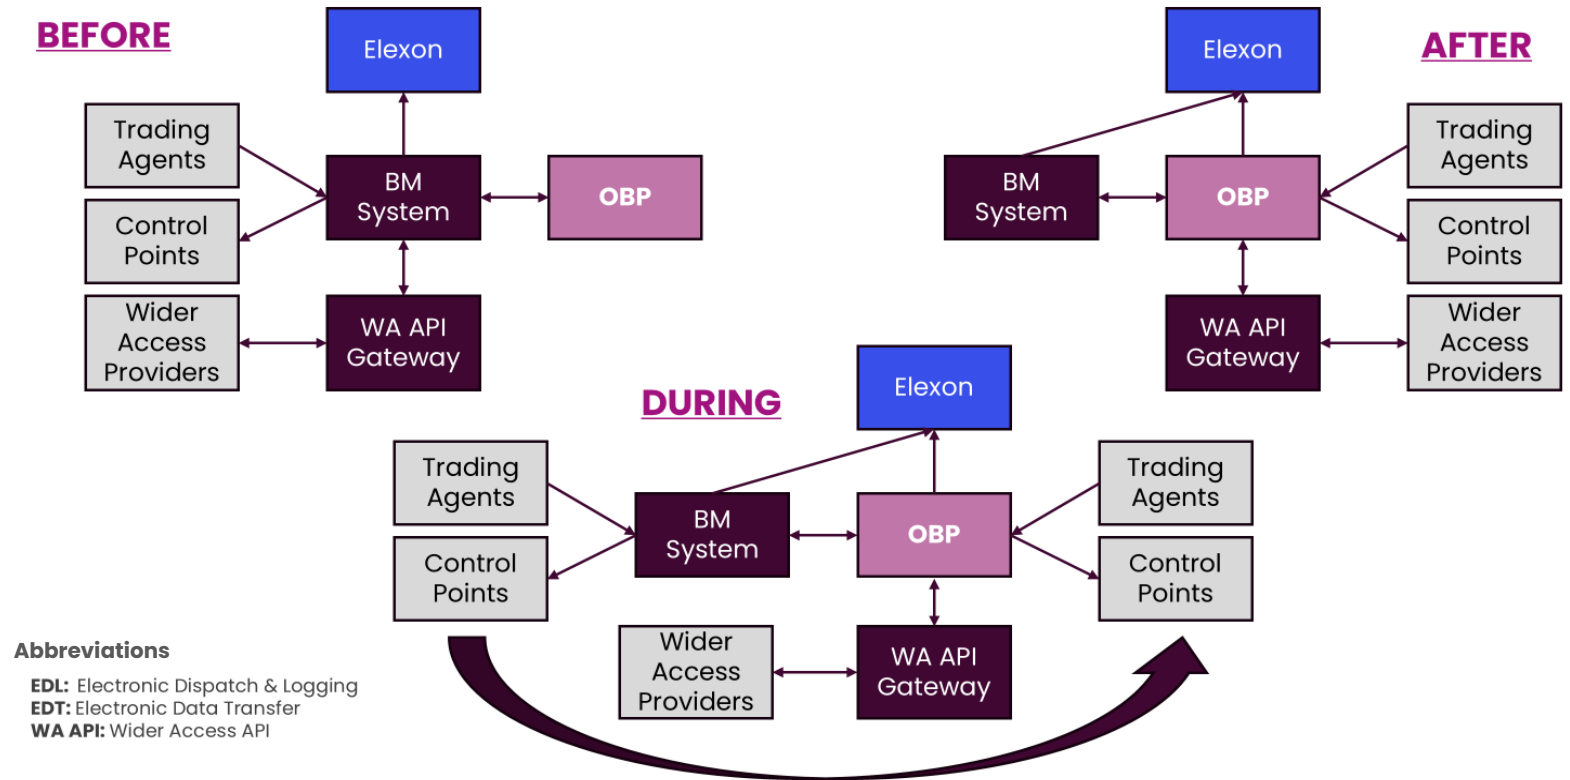 BEFORE
Elexon
Trading
Agents
BM
System
OBP
Control
Points
Wider
Access
Providers
WA API
Gateway
AFTER
Elexon
BM
System
OBP
Trading
Agents
Control
Points
WA API
Gateway
Wider
Access
Providers
DURING
Elexon
Trading
Agents
BM
System
OBP
Trading
Agents
Control
Points
Control
Points
Wider
Access
Providers
WA API
Gateway
Abbreviations
EDL: Electronic Dispatch & Logging
EDT: Electronic Data Transfer
WA API: Wider Access API